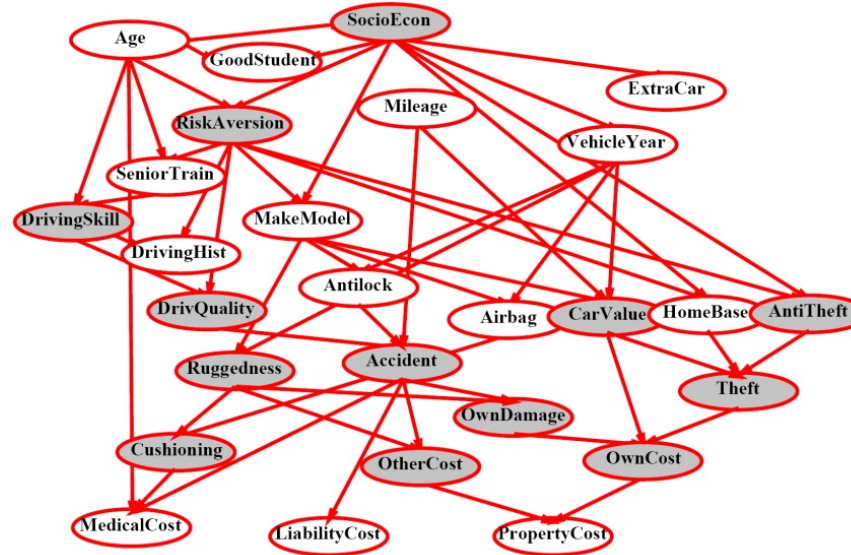 SocioEcon
Age
GoodStudent
ExtraCar
Mileage
RiskAversion
VehicleYear
SeniorTrain
DrivingSkill
MakeModel
DrivingHist
Antilock
DrivQuality
Airbag
CarValue
HomeBase
AntiTheft
Ruggedness
Accident
Theft
OwnDamage
Cushioning
OtherCost
OwnCost
MedicalCost
LiabilityCost
PropertyCost